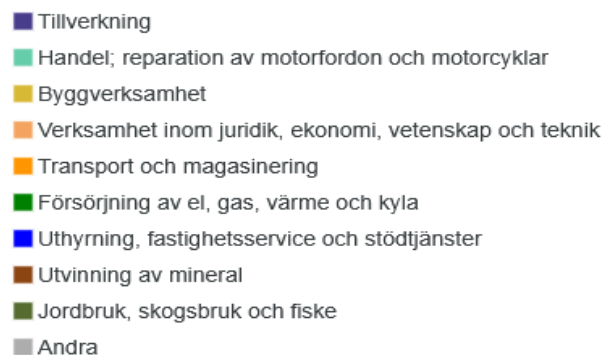 Tillverkning
Handel; reparation av motorfordon och motorcyklar
Byggverksamhet
Verksamhet inom juridik, ekonomi, vetenskap och teknik
Transport och magasinering
Försörjning av el, gas, värme och kyla
Uthyrning, fastighetsservice och stödtjänster
Utvinning av mineral
Jordbruk, skogsbruk och fiske
Andra